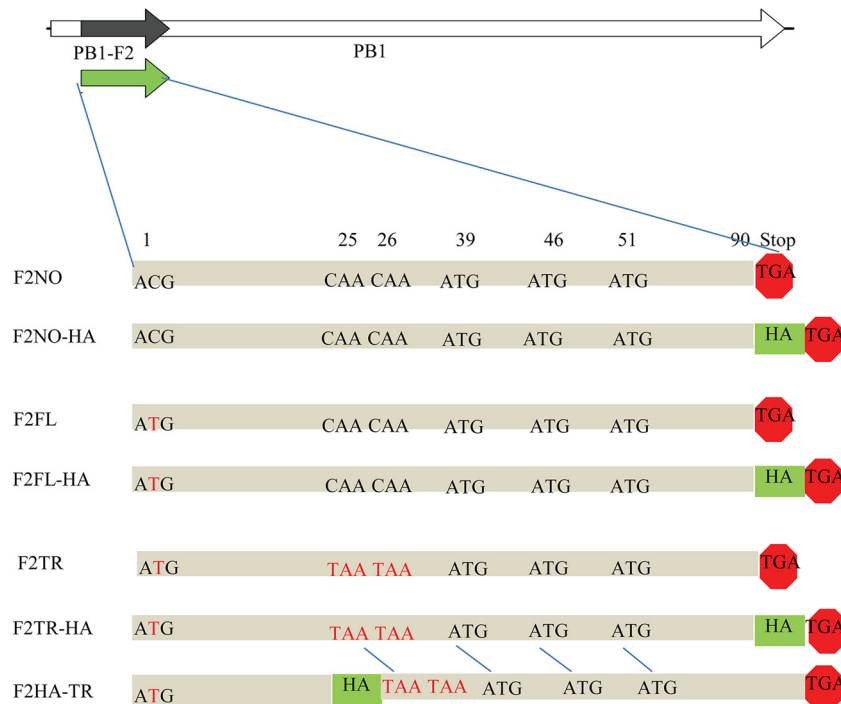 PB1-F2 PB1
1 25 26 39 46 51 90 Stop
F2NO ACG CAA CAA ATG ATG ATG TGA
F2NO-HA ACG CAA CAA ATG ATG ATG HA TGA
F2FL ATG CAA CAA ATG ATG ATG TGA
F2FL-HA ATG CAA CAA ATG ATG ATG HA TGA
F2TR ATG TAA TAA ATG ATG ATG TGA
F2TR-HA ATG TAA TAA ATG ATG ATG HA TGA
F2HA-TR ATG HA TAA TAA ATG ATG ATG TGA